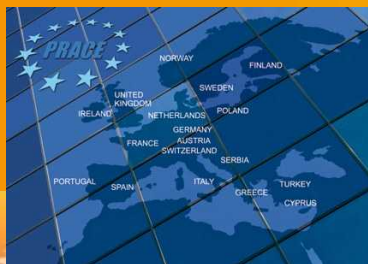 PRACE
NORWAY
FINLAND
SWEDEN
UNITED
KINGDOM
IRELAND
NETHERLANDS
POLAND
GERMANY
FRANCE
AUSTRIA
SWITZERLAND
SERBIA
PORTUGAL
SPAIN
ITALY
TURKEY
GREECE
CYPRUS